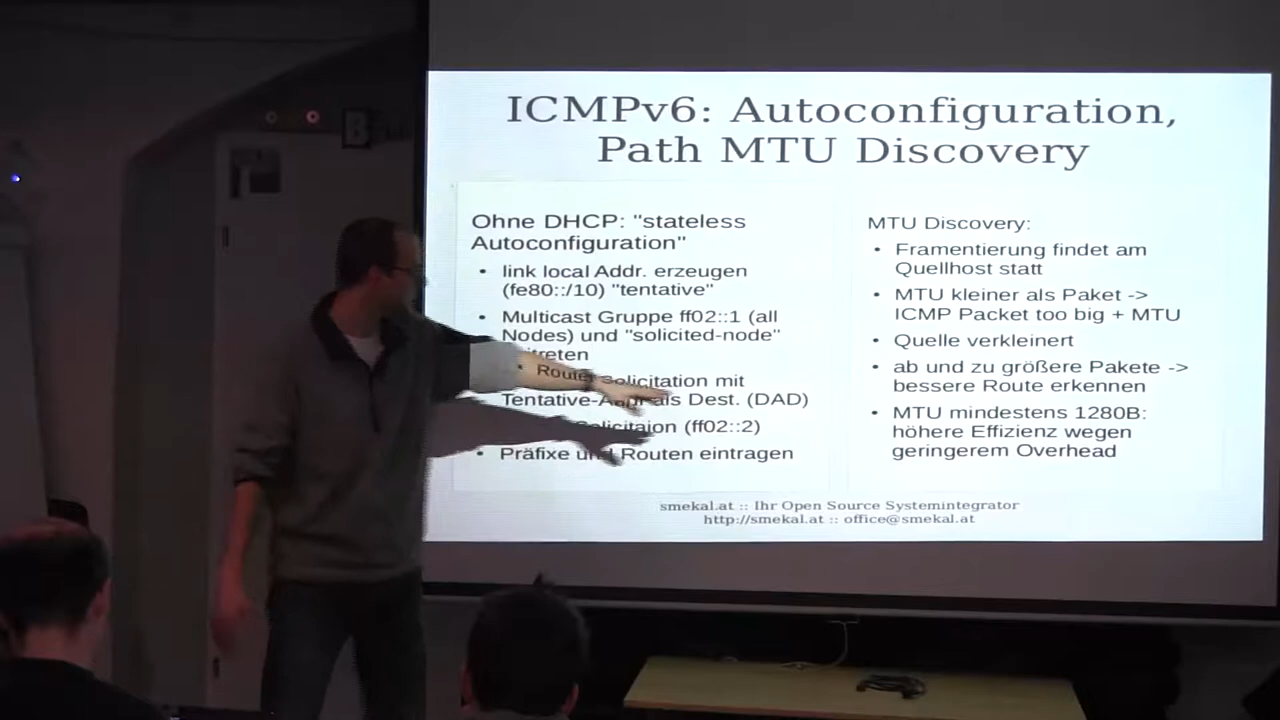 ICMPv6: Autoconfiguration,
Path MTU Discovery
Ohne DHCP: "stateless
Autoconfiguration"
• link local Addr. erzeugen
(fe80::/10) "tentative"
• Multicast Gruppe ff02::1 (all
Nodes) und "solicited-node"
Solicitation mit
als Dest. (DAD)
(ff02::2)
• Präfixe und Routen eintragen
MTU Discovery:
• Framentierung findet am
Quellhost statt
• MTU kleiner als Paket ->
ICMP Packet too big + MTU
• Quelle verkleinert
• ab und zu größere Pakete ->
bessere Route erkennen
• MTU mindestens 1280B:
höhere Effizienz wegen
geringerem Overhead
smekal.at :: Ihr Open Source Systemintegrator
http://smekal.at :: office@smekal.at